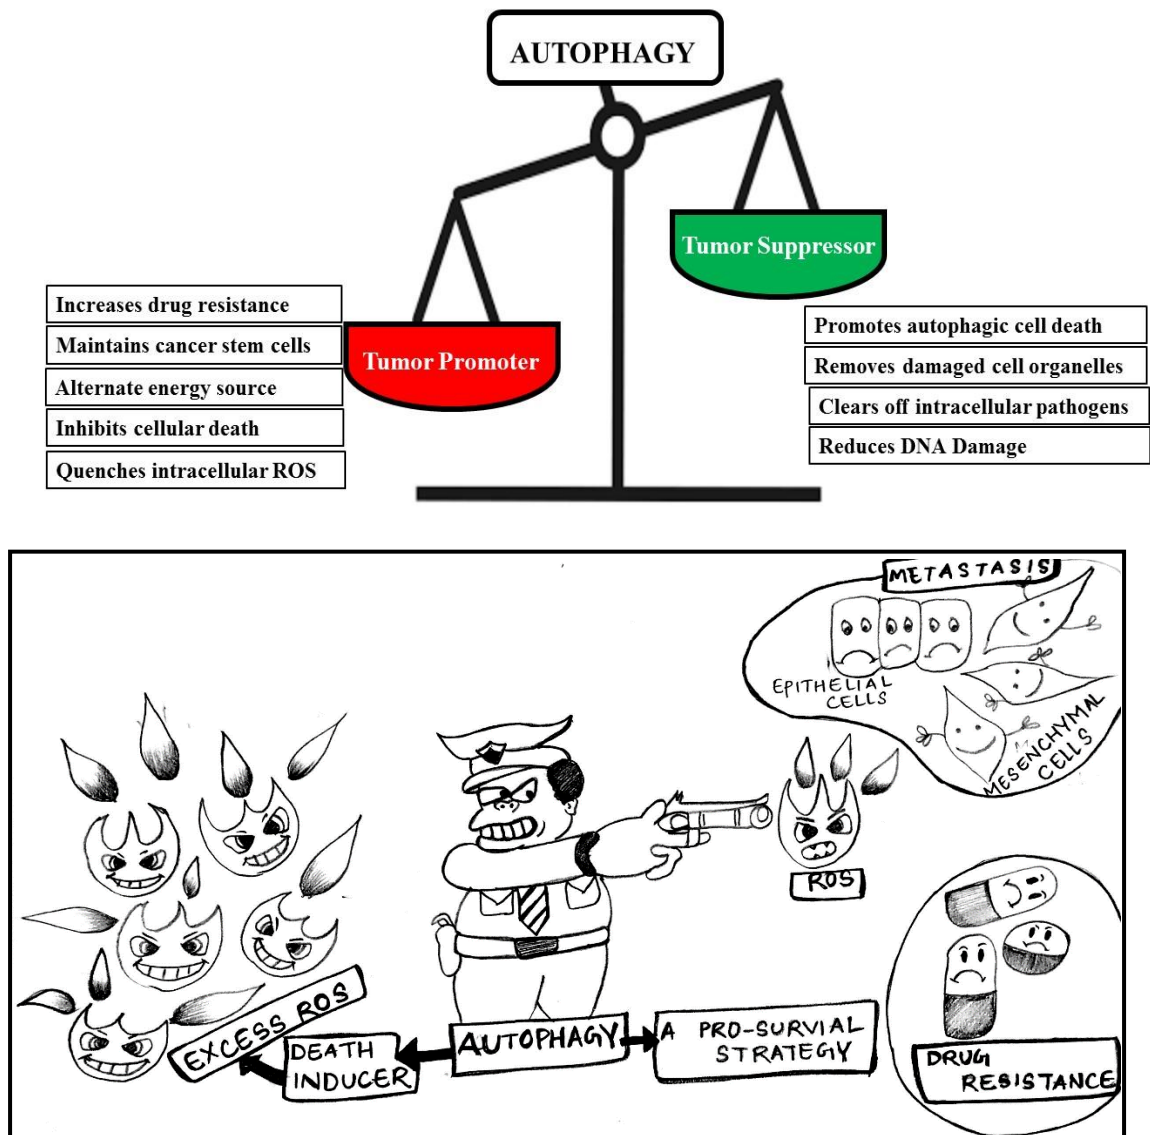 AUTOPHAGY
Tumor Suppressor
Tumor Promoter
Increases drug resistance
Maintains cancer stem cells
Alternate energy source
Inhibits cellular death
Quenches intracellular ROS
Promotes autophagic cell death
Removes damaged cell organelles
Clears off intracellular pathogens
Reduces DNA Damage
METASTASIS
EPITHELIAL
CELLS
MESENCHYMAL
CELLS
ROS
EXCESS ROS
DEATH
INDUCER
AUTOPHAGY
A PRO-SURVIAL
STRATEGY
DRUG
RESISTANCE